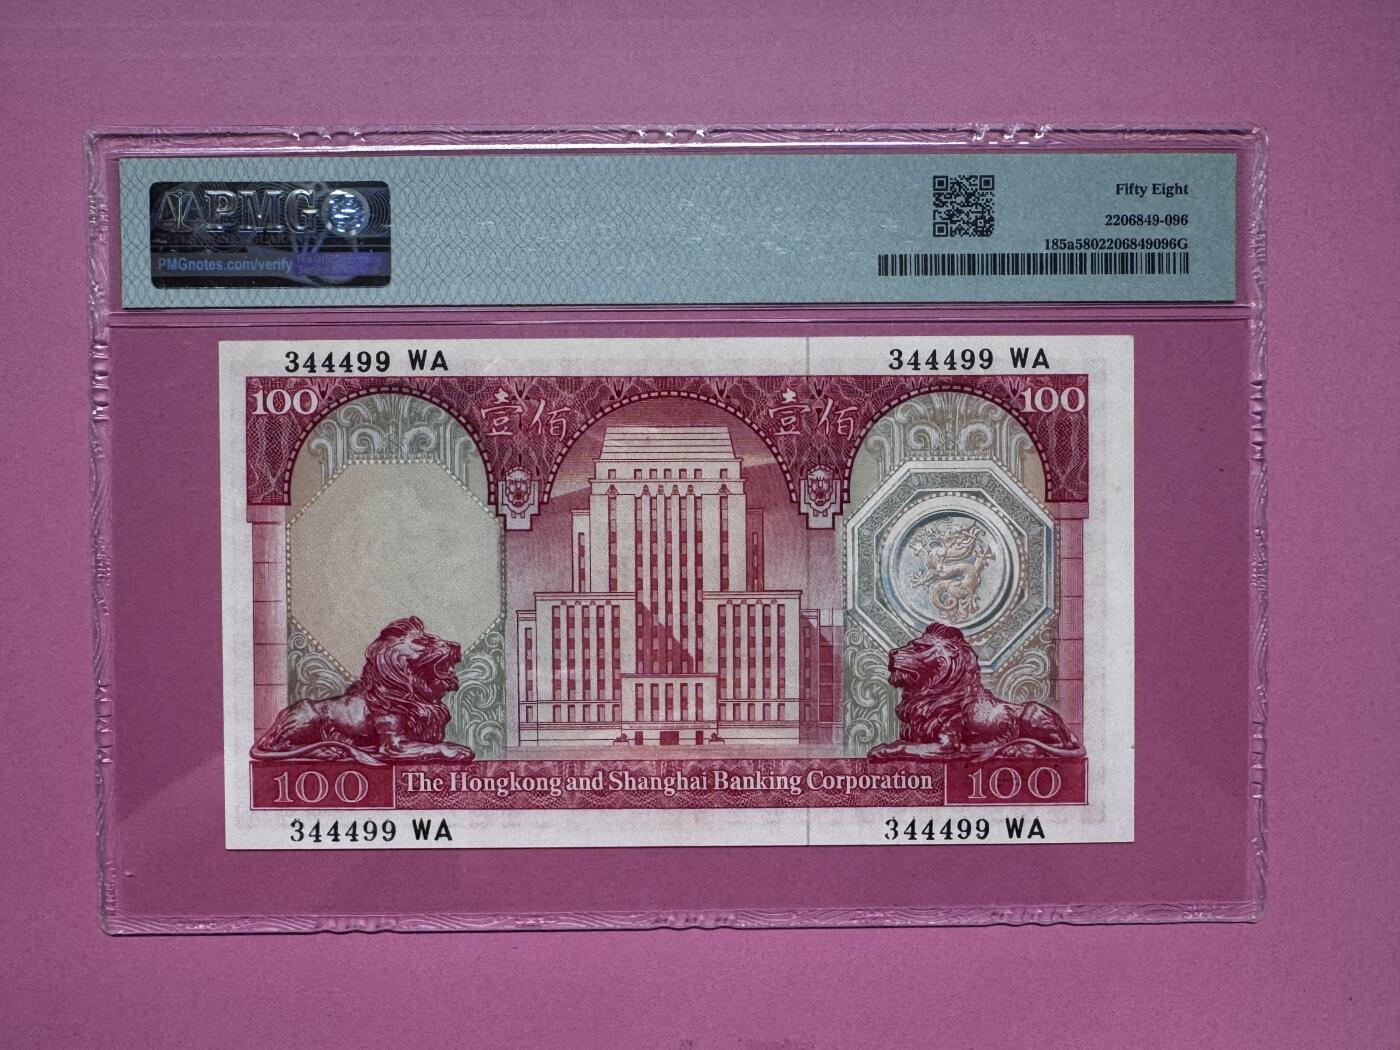 PMG
PMGnotes.com/verify
Fifty Eight
2206849-096
185a5802206849096G
344499 WA
344499 WA
100 壹佰 壹佰 100
100 The Hongkong and Shanghai Banking Corporation 100
344499 WA
344499 WA